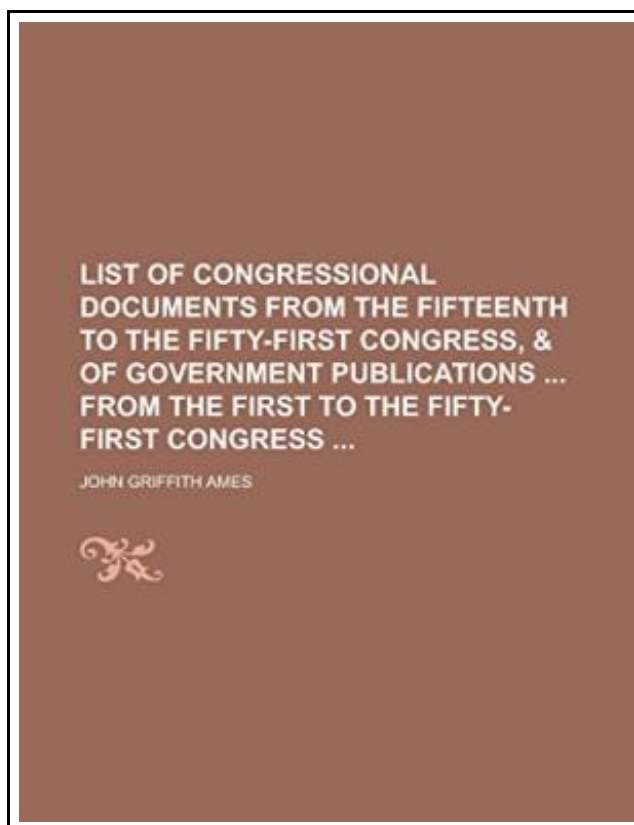 LIST OF CONGRESSIONAL
DOCUMENTS FROM THE FIFTEENTH
TO THE FIFTY-FIRST CONGRESS, &
OF GOVERNMENT PUBLICATIONS ...
FROM THE FIRST TO THE FIFTY-
FIRST CONGRESS ...
JOHN GRIFFITH AMES